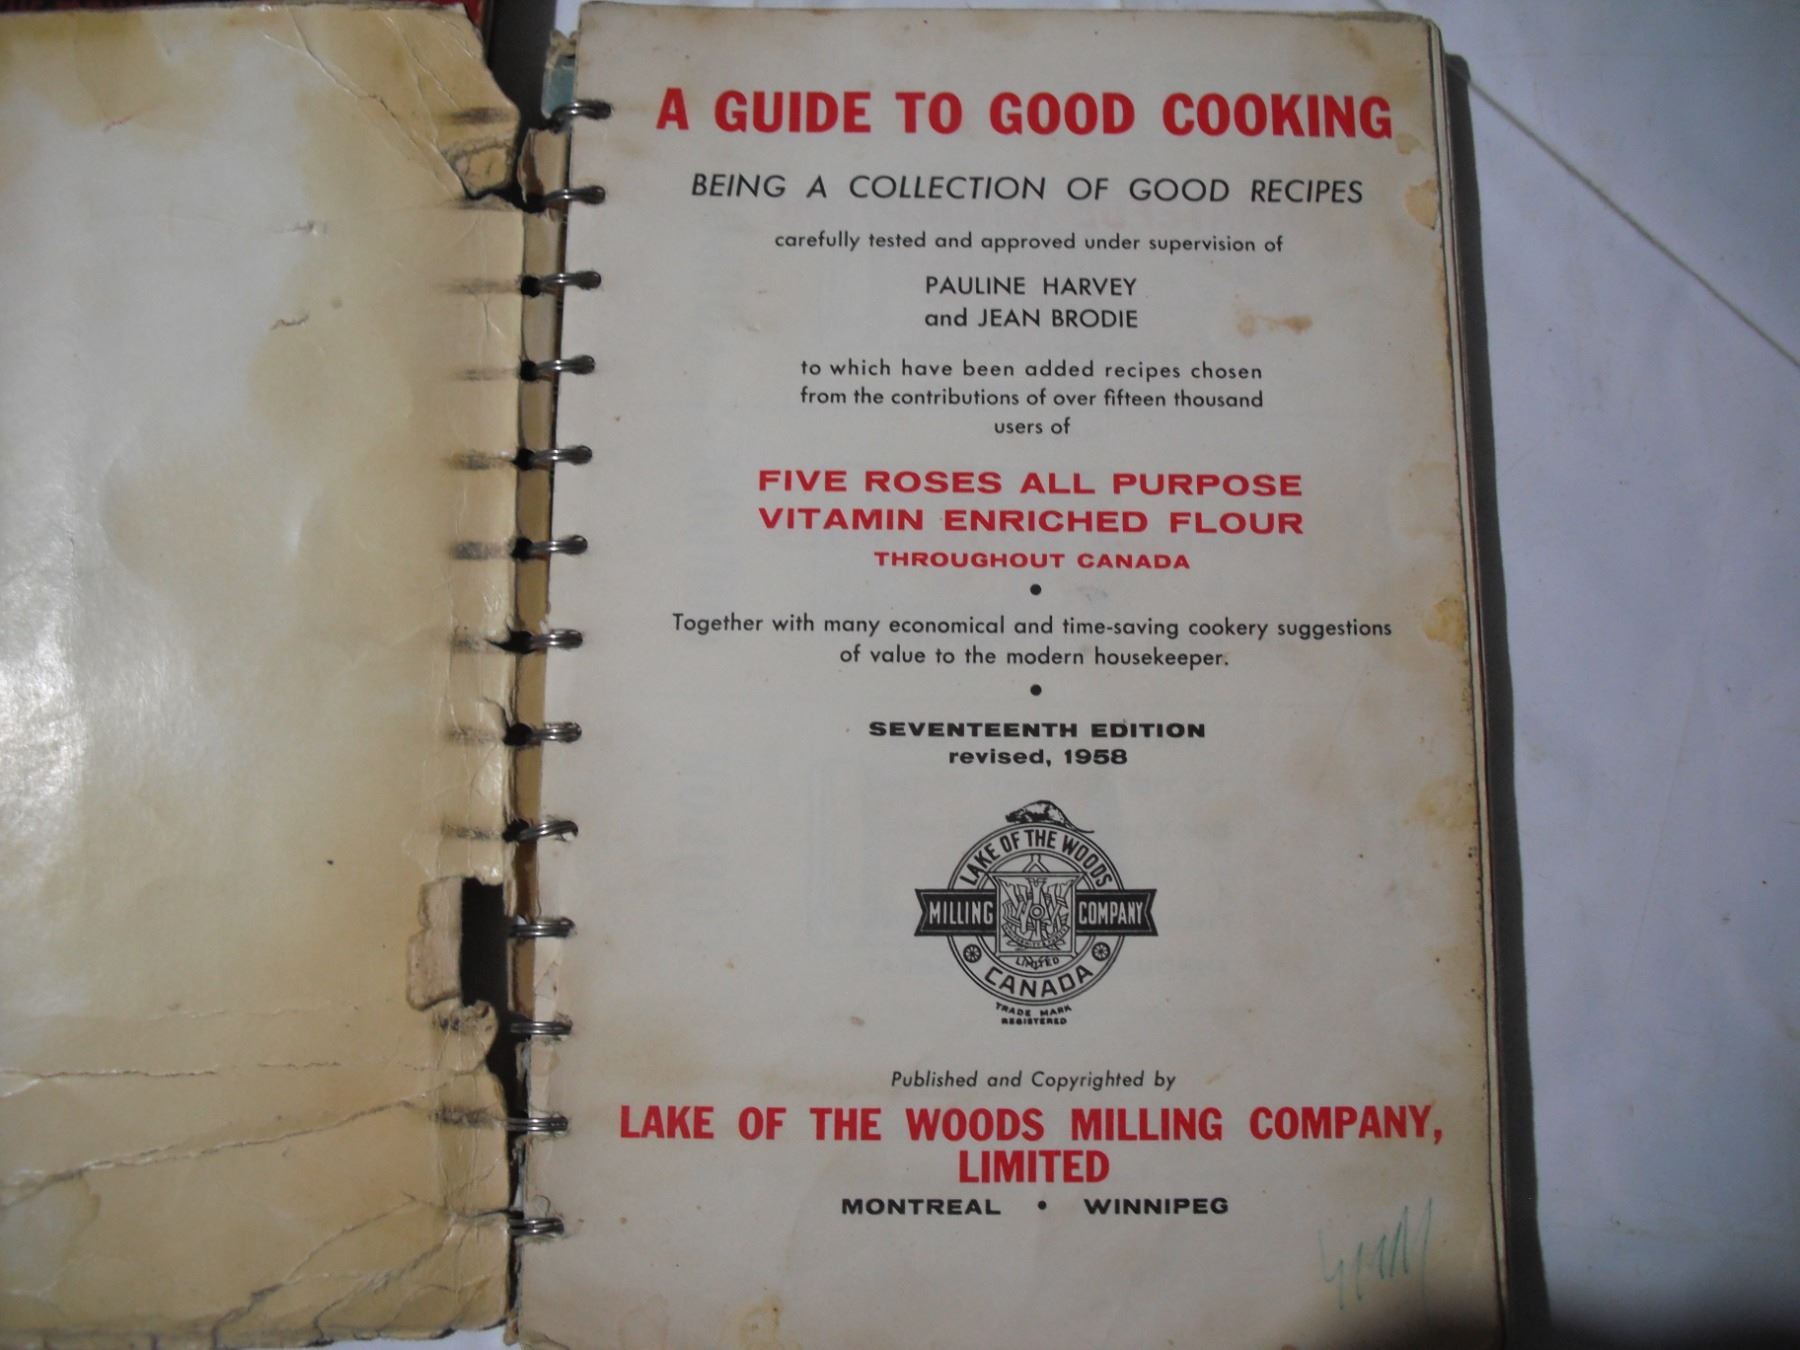 A GUIDE TO GOOD COOKING
BEING A COLLECTION OF GOOD RECIPES
carefully tested and approved under supervision of
PAULINE HARVEY
and JEAN BRODIE
to which have been added recipes chosen
from the contributions of over fifteen thousand
users of
FIVE ROSES ALL PURPOSE
VITAMIN ENRICHED FLOUR
THROUGHOUT CANADA
•
Together with many economical and time-saving cookery suggestions
of value to the modern housekeeper.
•
SEVENTEENTH EDITION
revised, 1958
LAKE OF THE WOODS
MILLING COMPANY
LIMITED
CANADA
TRADE MARK
REGISTERED
Published and Copyrighted by
LAKE OF THE WOODS MILLING COMPANY,
LIMITED
MONTREAL • WINNIPEG